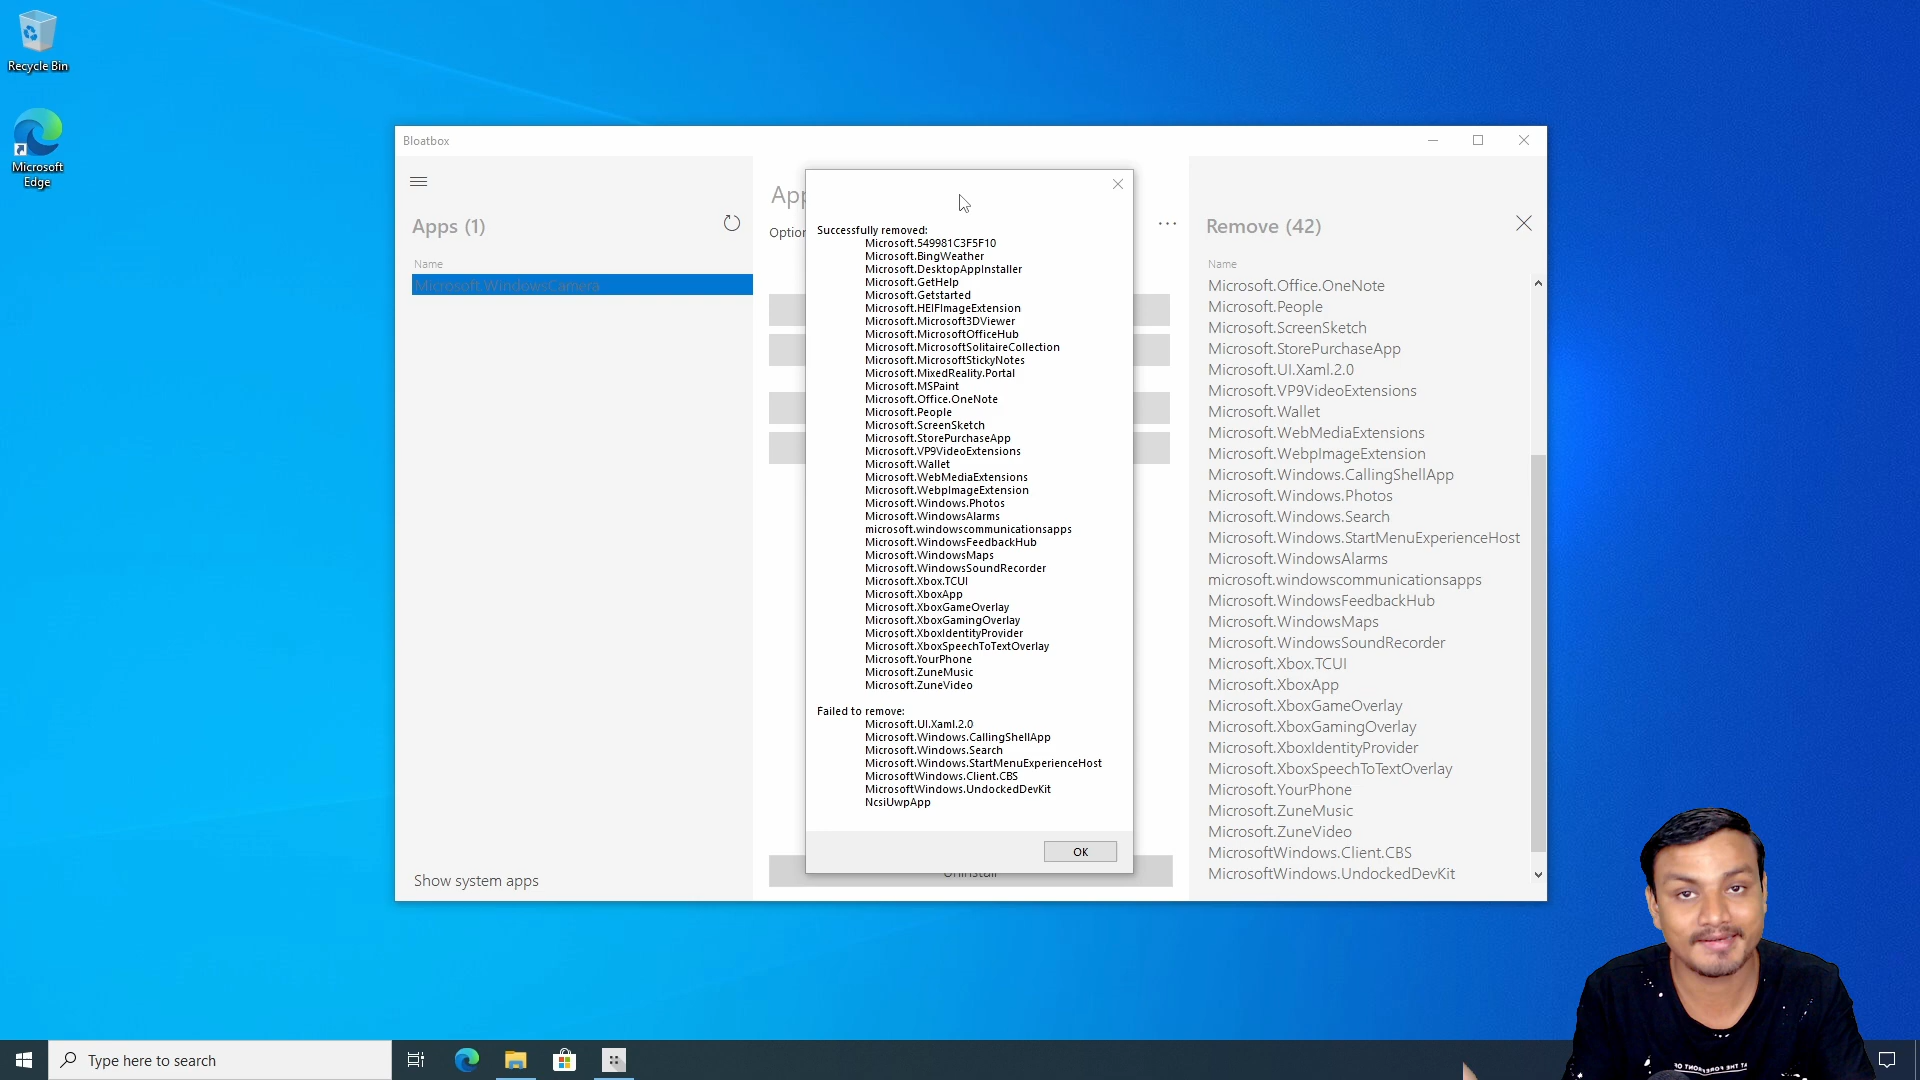 Recycle Bin
Microsoft
Edge
Bloatbox
Apps (1)
Name
Microsoft.WindowsCamera
Show system apps
App
Option
...
Successfully removed:
Microsoft.549981C3F5F10
Microsoft.BingWeather
Microsoft.DesktopAppInstaller
Microsoft.GetHelp
Microsoft.Getstarted
Microsoft.HEIFImageExtension
Microsoft.Microsoft3DViewer
Microsoft.MicrosoftOfficeHub
Microsoft.MicrosoftSolitaireCollection
Microsoft.MicrosoftStickyNotes
Microsoft.MixedReality.Portal
Microsoft.MSPaint
Microsoft.Office.OneNote
Microsoft.People
Microsoft.ScreenSketch
Microsoft.StorePurchaseApp
Microsoft.VP9VideoExtensions
Microsoft.Wallet
Microsoft.WebMediaExtensions
Microsoft.WebpImageExtension
Microsoft.Windows.Photos
Microsoft.WindowsAlarms
microsoft.windowscommunicationsapps
Microsoft.WindowsFeedbackHub
Microsoft.WindowsMaps
Microsoft.WindowsSoundRecorder
Microsoft.Xbox.TCUI
Microsoft.XboxApp
Microsoft.XboxGameOverlay
Microsoft.XboxGamingOverlay
Microsoft.XboxIdentityProvider
Microsoft.XboxSpeechToTextOverlay
Microsoft.YourPhone
Microsoft.ZuneMusic
Microsoft.ZuneVideo
Failed to remove:
Microsoft.UI.Xaml.2.0
Microsoft.Windows.CallingShellApp
Microsoft.Windows.Search
Microsoft.Windows.StartMenuExperienceHost
MicrosoftWindows.Client.CBS
MicrosoftWindows.UndockedDevKit
NcsiUwpApp
OK
Uninstall
Remove (42)
Name
Microsoft.Office.OneNote
Microsoft.People
Microsoft.ScreenSketch
Microsoft.StorePurchaseApp
Microsoft.UI.Xaml.2.0
Microsoft.VP9VideoExtensions
Microsoft.Wallet
Microsoft.WebMediaExtensions
Microsoft.WebpImageExtension
Microsoft.Windows.CallingShellApp
Microsoft.Windows.Photos
Microsoft.Windows.Search
Microsoft.Windows.StartMenuExperienceHost
Microsoft.WindowsAlarms
microsoft.windowscommunicationsapps
Microsoft.WindowsFeedbackHub
Microsoft.WindowsMaps
Microsoft.WindowsSoundRecorder
Microsoft.Xbox.TCUI
Microsoft.XboxApp
Microsoft.XboxGameOverlay
Microsoft.XboxGamingOverlay
Microsoft.XboxIdentityProvider
Microsoft.XboxSpeechToTextOverlay
Microsoft.YourPhone
Microsoft.ZuneMusic
Microsoft.ZuneVideo
MicrosoftWindows.Client.CBS
MicrosoftWindows.UndockedDevKit
Type here to search